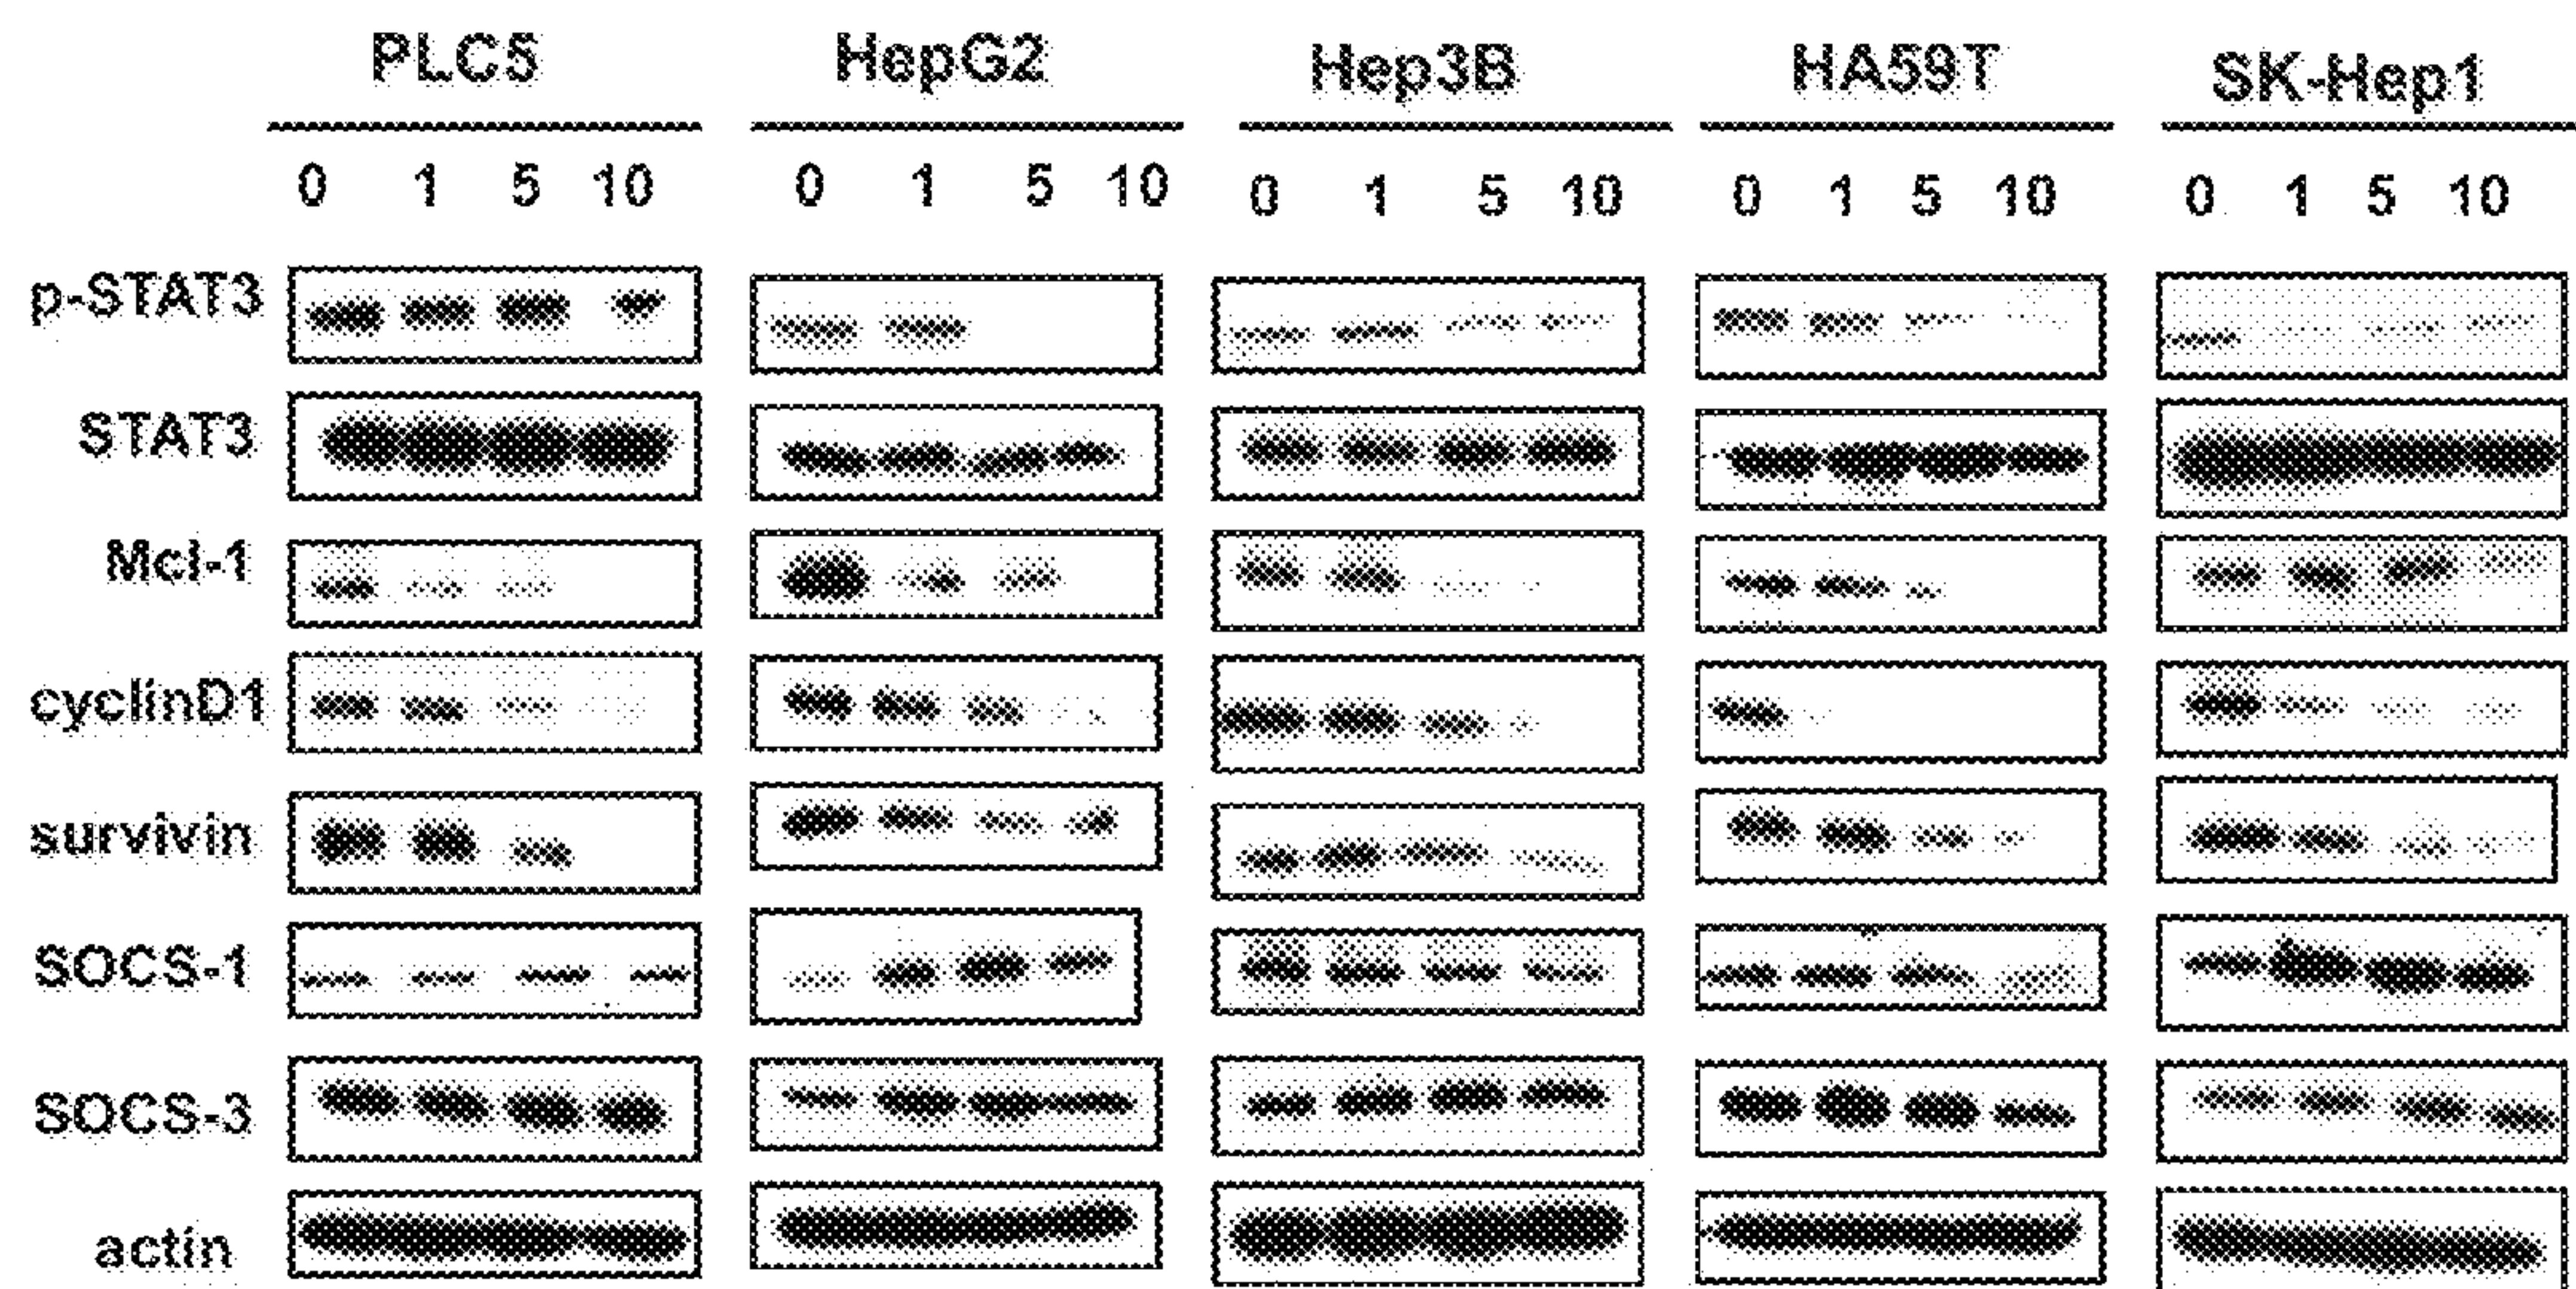 PLC5 HepG2 Hep3B HA59T SK-Hep1
0 1 5 10 0 1 5 10 0 1 5 10 0 1 5 10 0 1 5 10
p-STAT3
STAT3
Mcl-1
cyclinD1
survivin
SOCS-1
SOCS-3
actin